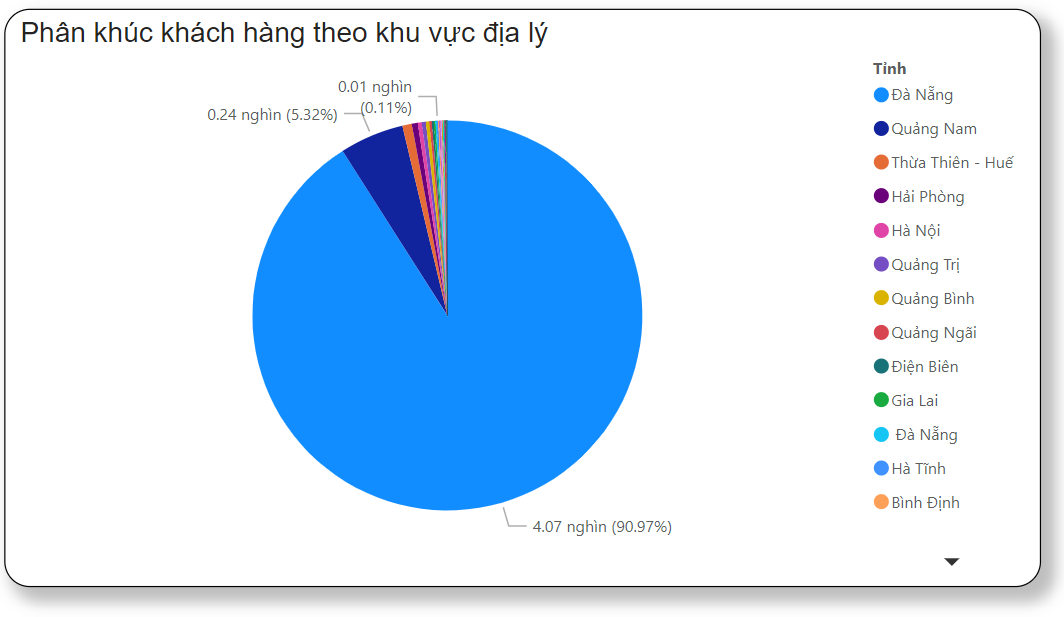 Phân khúc khách hàng theo khu vực địa lý
0.01 nghìn
(0.11%)
0.24 nghìn (5.32%)
4.07 nghìn (90.97%)
Tỉnh
Đà Nẵng
Quảng Nam
Thừa Thiên - Huế
Hải Phòng
Hà Nội
Quảng Trị
Quảng Bình
Quảng Ngãi
Điện Biên
Gia Lai
Đà Nẵng
Hà Tĩnh
Bình Định